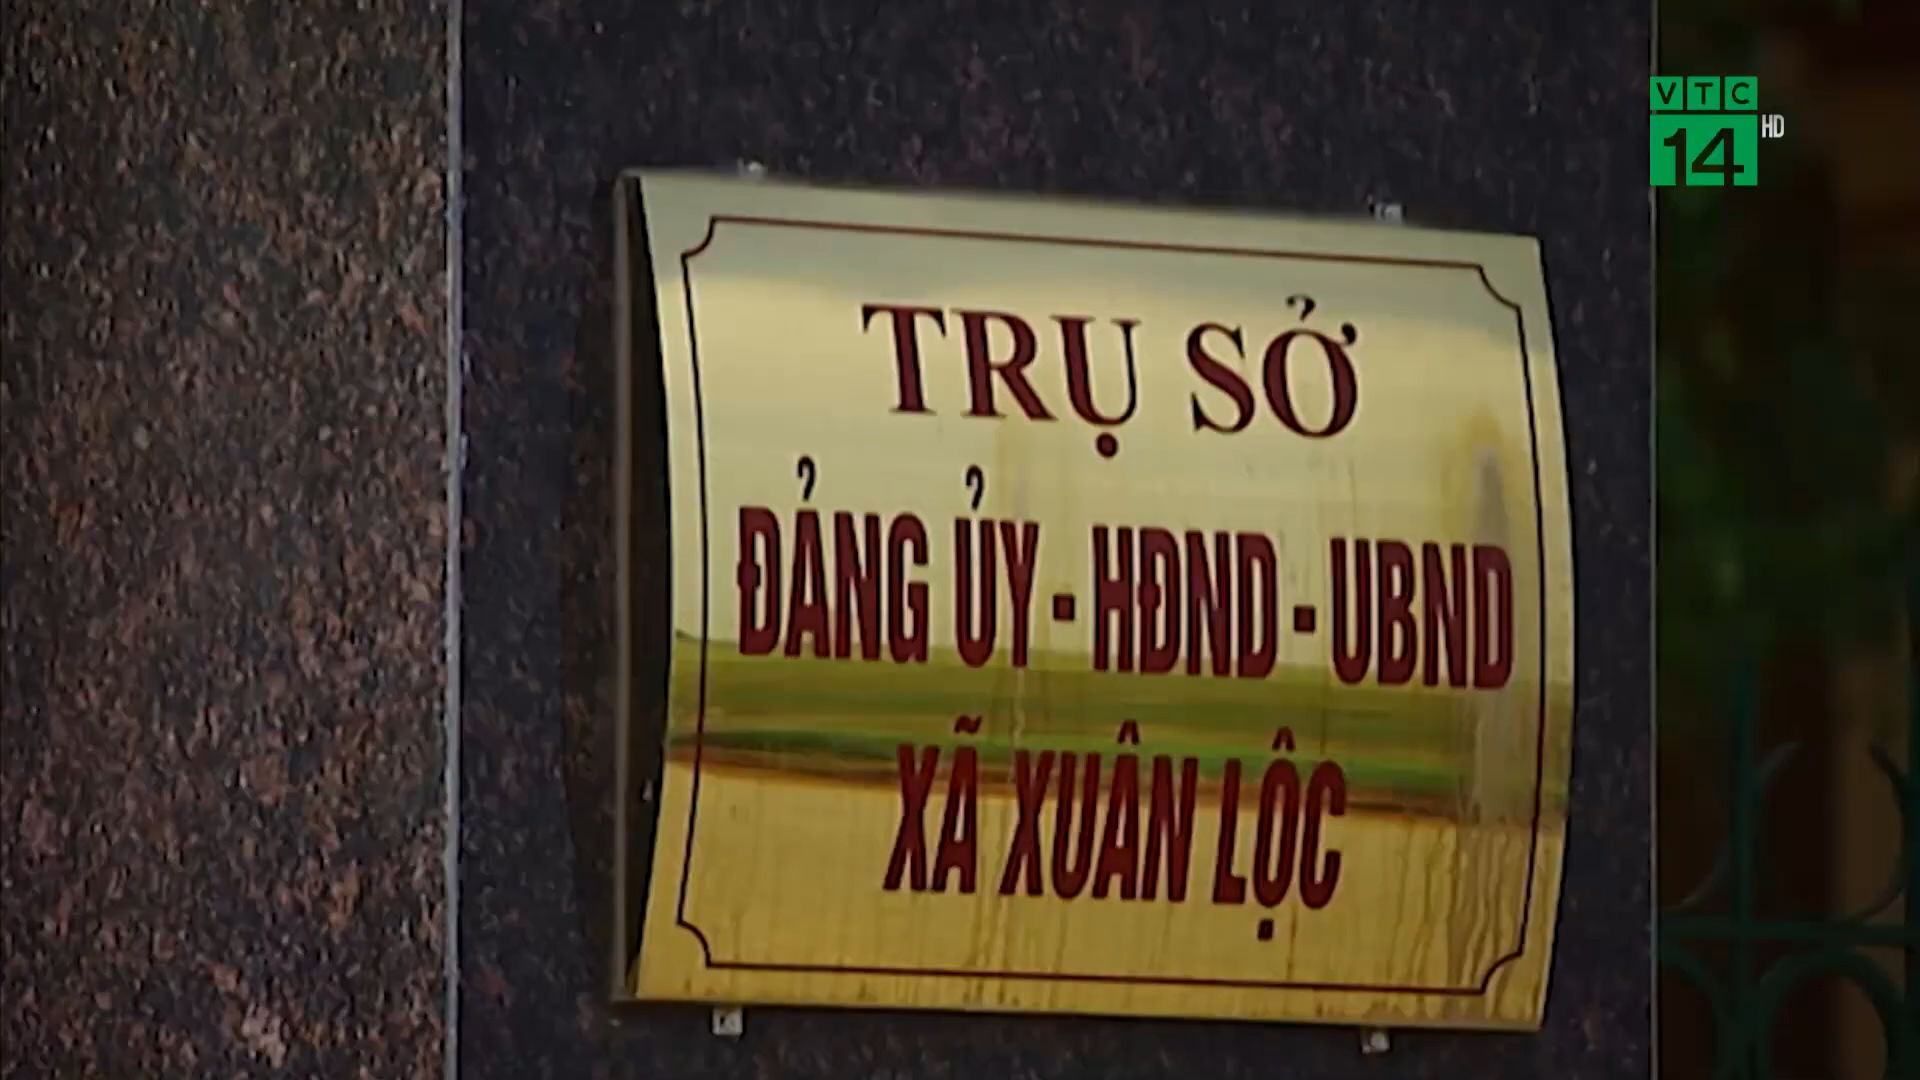 VTC
14 HD
TRỤ SỞ
ĐẢNG ỦY - HĐND - UBND
XÃ XUÂN LỘC